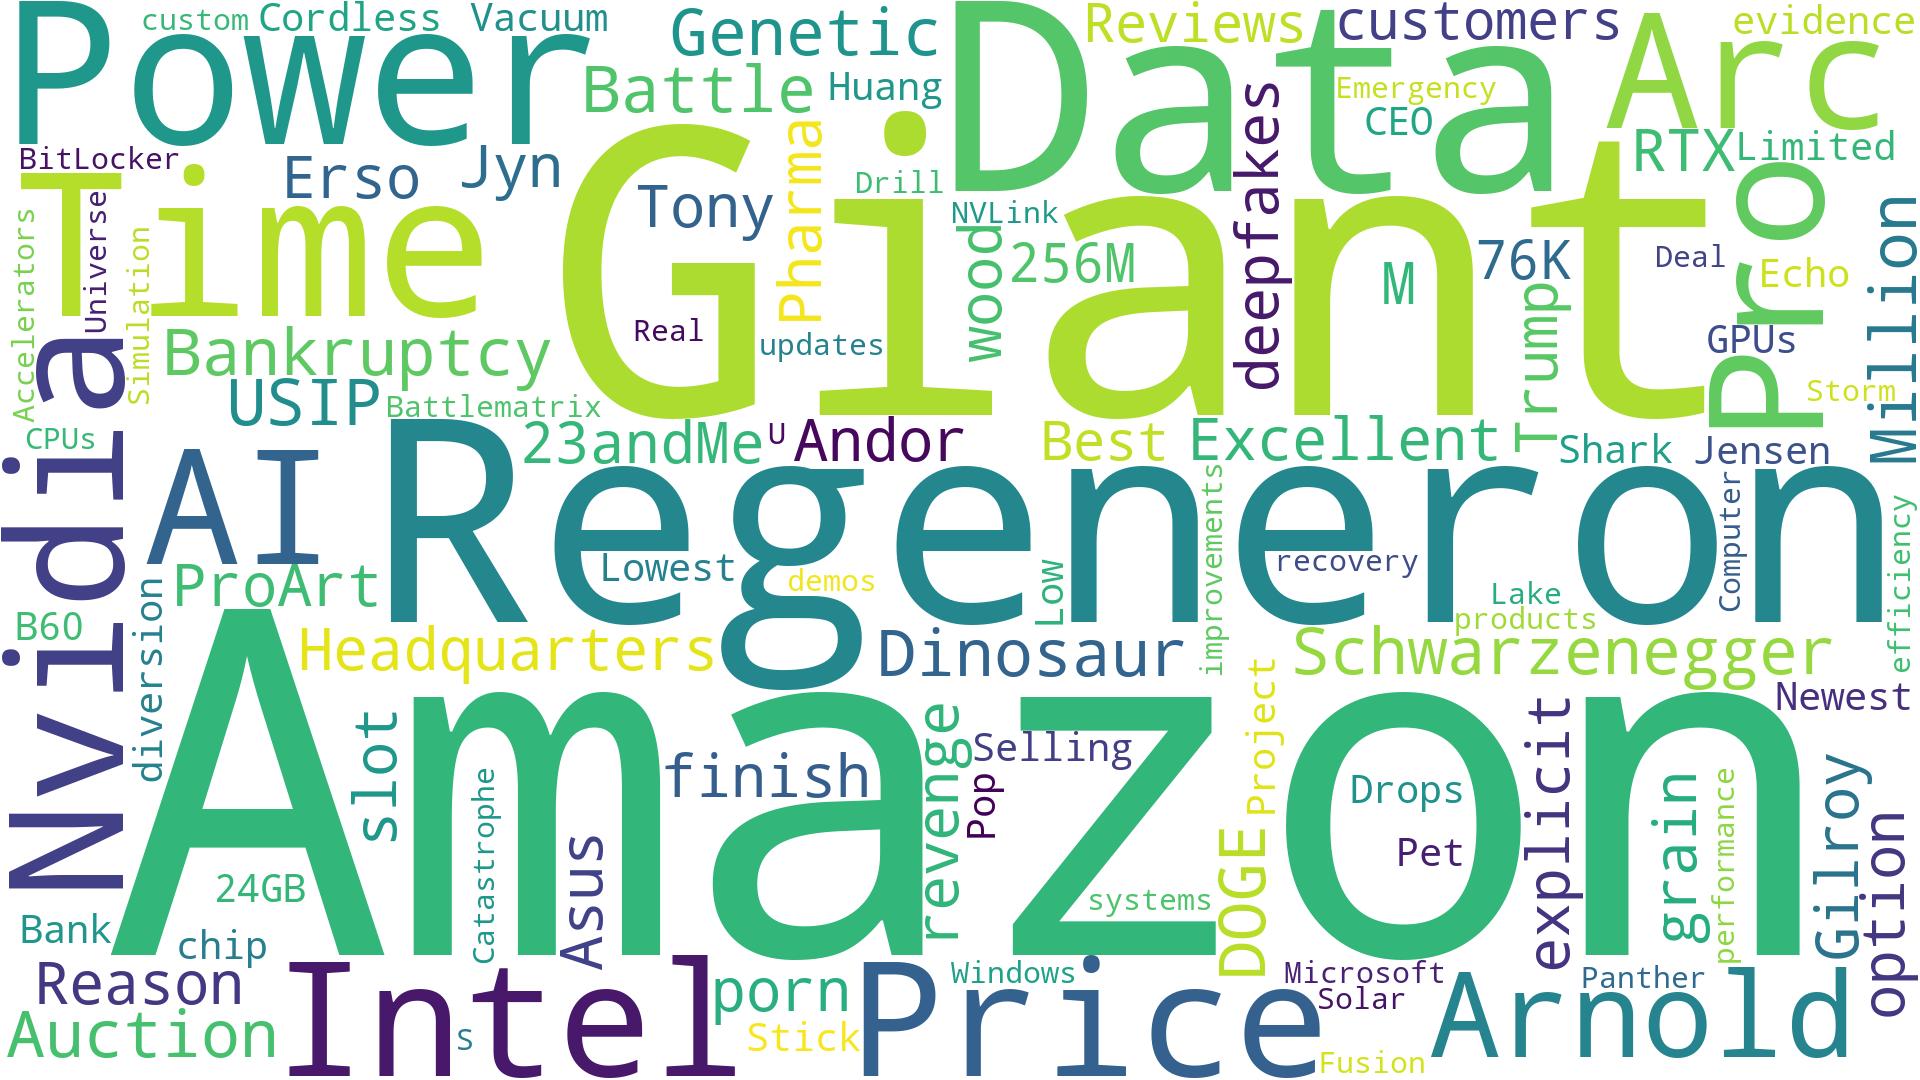 Power
custom
Cordless
Vacuum
Genetic
Data
Reviews
customers
Arc
evidence
Battle
Huang
Emergency
CEO
deepfakes
BitLocker
Erso
Jyn
Giant
Pharma
RTX
Limited
Time
Tony
Drill
NVLink
Pro
Accelerators
Universe
Simulation
wood
256M
M
76K
Deal
Echo
Million
Bankruptcy
Real
updates
Trump
GPUs
USIP
Battlematrix
Storm
Nvidia
CPUs
AI
23andMe
U
Andor
Best
Excellent
Shark
Jensen
Regeneron
improvements
Computer
efficiency
ProArt
Lowest
demos
Low
recovery
Lake
products
B60
diversion
Headquarters
Dinosaur
Schwarzenegger
Project
Newest
Amazon
slot
finish
revenge
Selling
explicit
Catastrophe
Pop
Drops
grain
performance
Gilroy
24GB
Asus
Pet
option
systems
DOGE
Bank
chip
Reason
Intel
porn
Price
Windows
Microsoft
Solar
Arnold
Panther
Auction
S
Stick
Fusion